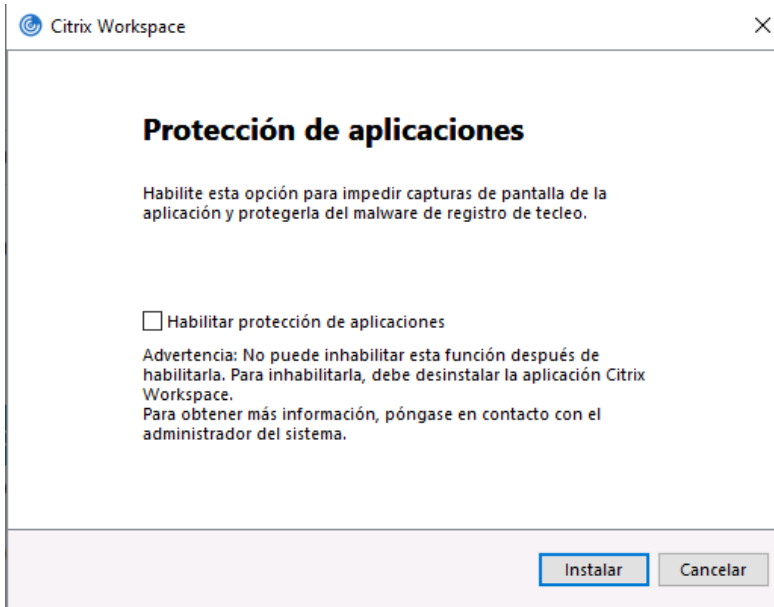 Citrix Workspace
Protección de aplicaciones
Habilite esta opción para impedir capturas de pantalla de la
aplicación y protegerla del malware de registro de tecleo.
Habilitar protección de aplicaciones
Advertencia: No puede inhabilitar esta función después de
habilitarla. Para inhabilitarla, debe desinstalar la aplicación Citrix
Workspace.
Para obtener más información, póngase en contacto con el
administrador del sistema.
Instalar
Cancelar